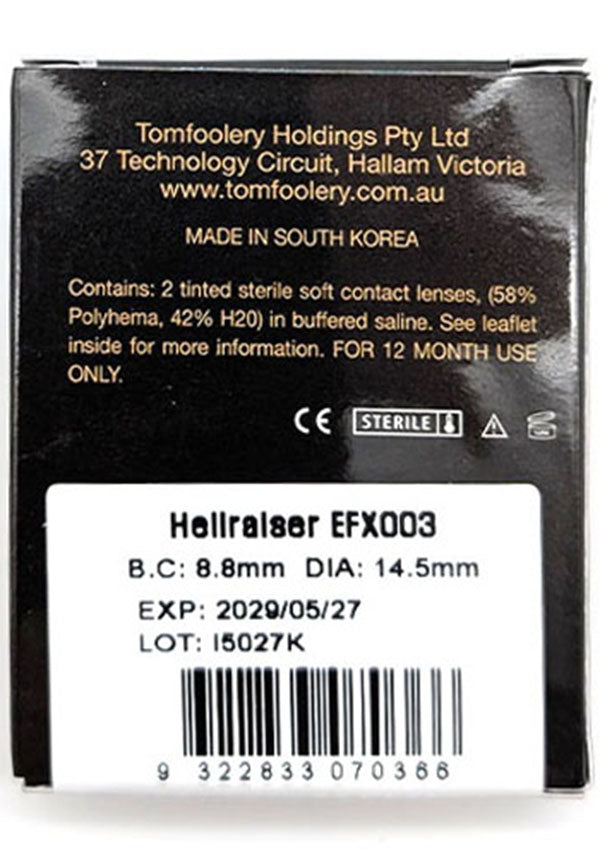 Tomfoolery Holdings Pty Ltd
37 Technology Circuit, Hallam Victoria
www.tomfoolery.com.au
MADE IN SOUTH KOREA
Contains: 2 tinted sterile soft contact lenses, (58%
Polyhema, 42% H20) in buffered saline. See leaflet
inside for more information. FOR 12 MONTH USE
ONLY.
CE STERILE
Hellraiser EFX003
B.C: 8.8mm DIA: 14.5mm
EXP: 2029/05/27
LOT: I5027K
9 322833 070366